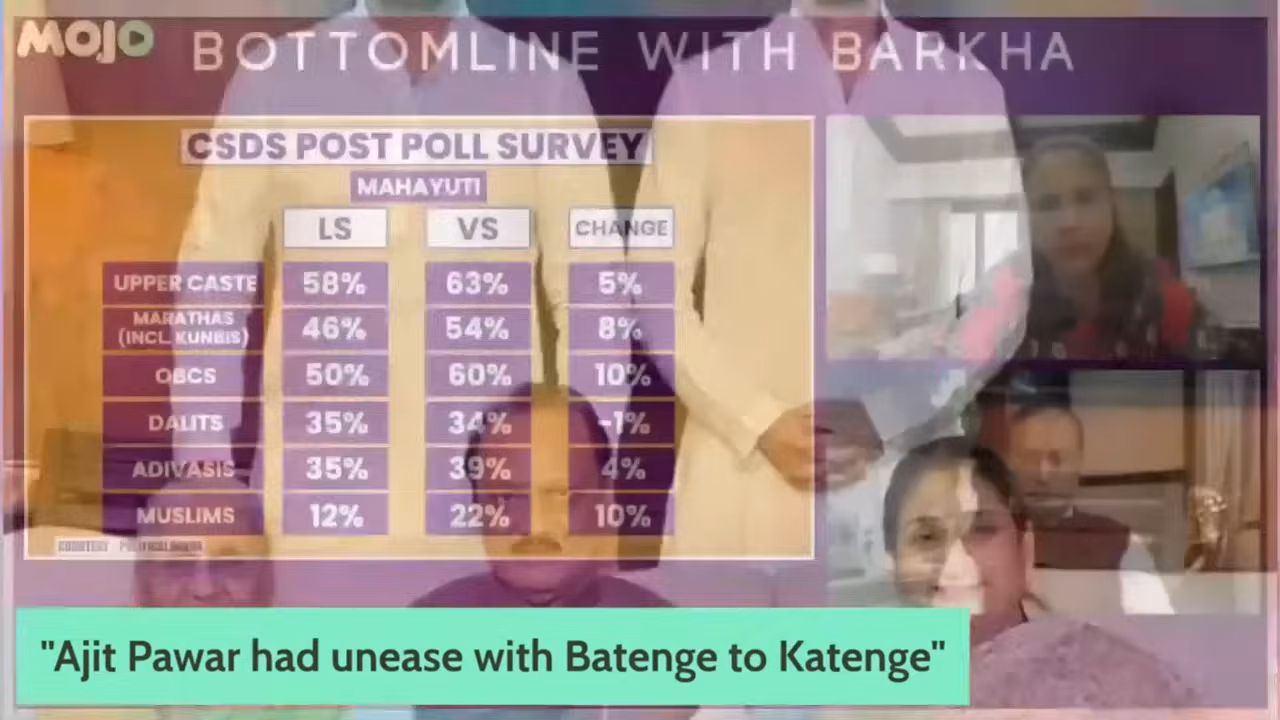 MOJO
BOTTOMLINE WITH BARKHA
CSDS POST POLL SURVEY
MAHAYUTI
LS VS CHANGE
UPPER CASTE 58% 63% 5%
MARATHAS
(INCL. KUNBIS) 46% 54% 8%
OBCS 50% 60% 10%
DALITS 35% 34% -1%
ADIVASIS 35% 39% 4%
MUSLIMS 12% 22% 10%
"Ajit Pawar had unease with Batenge to Katenge"